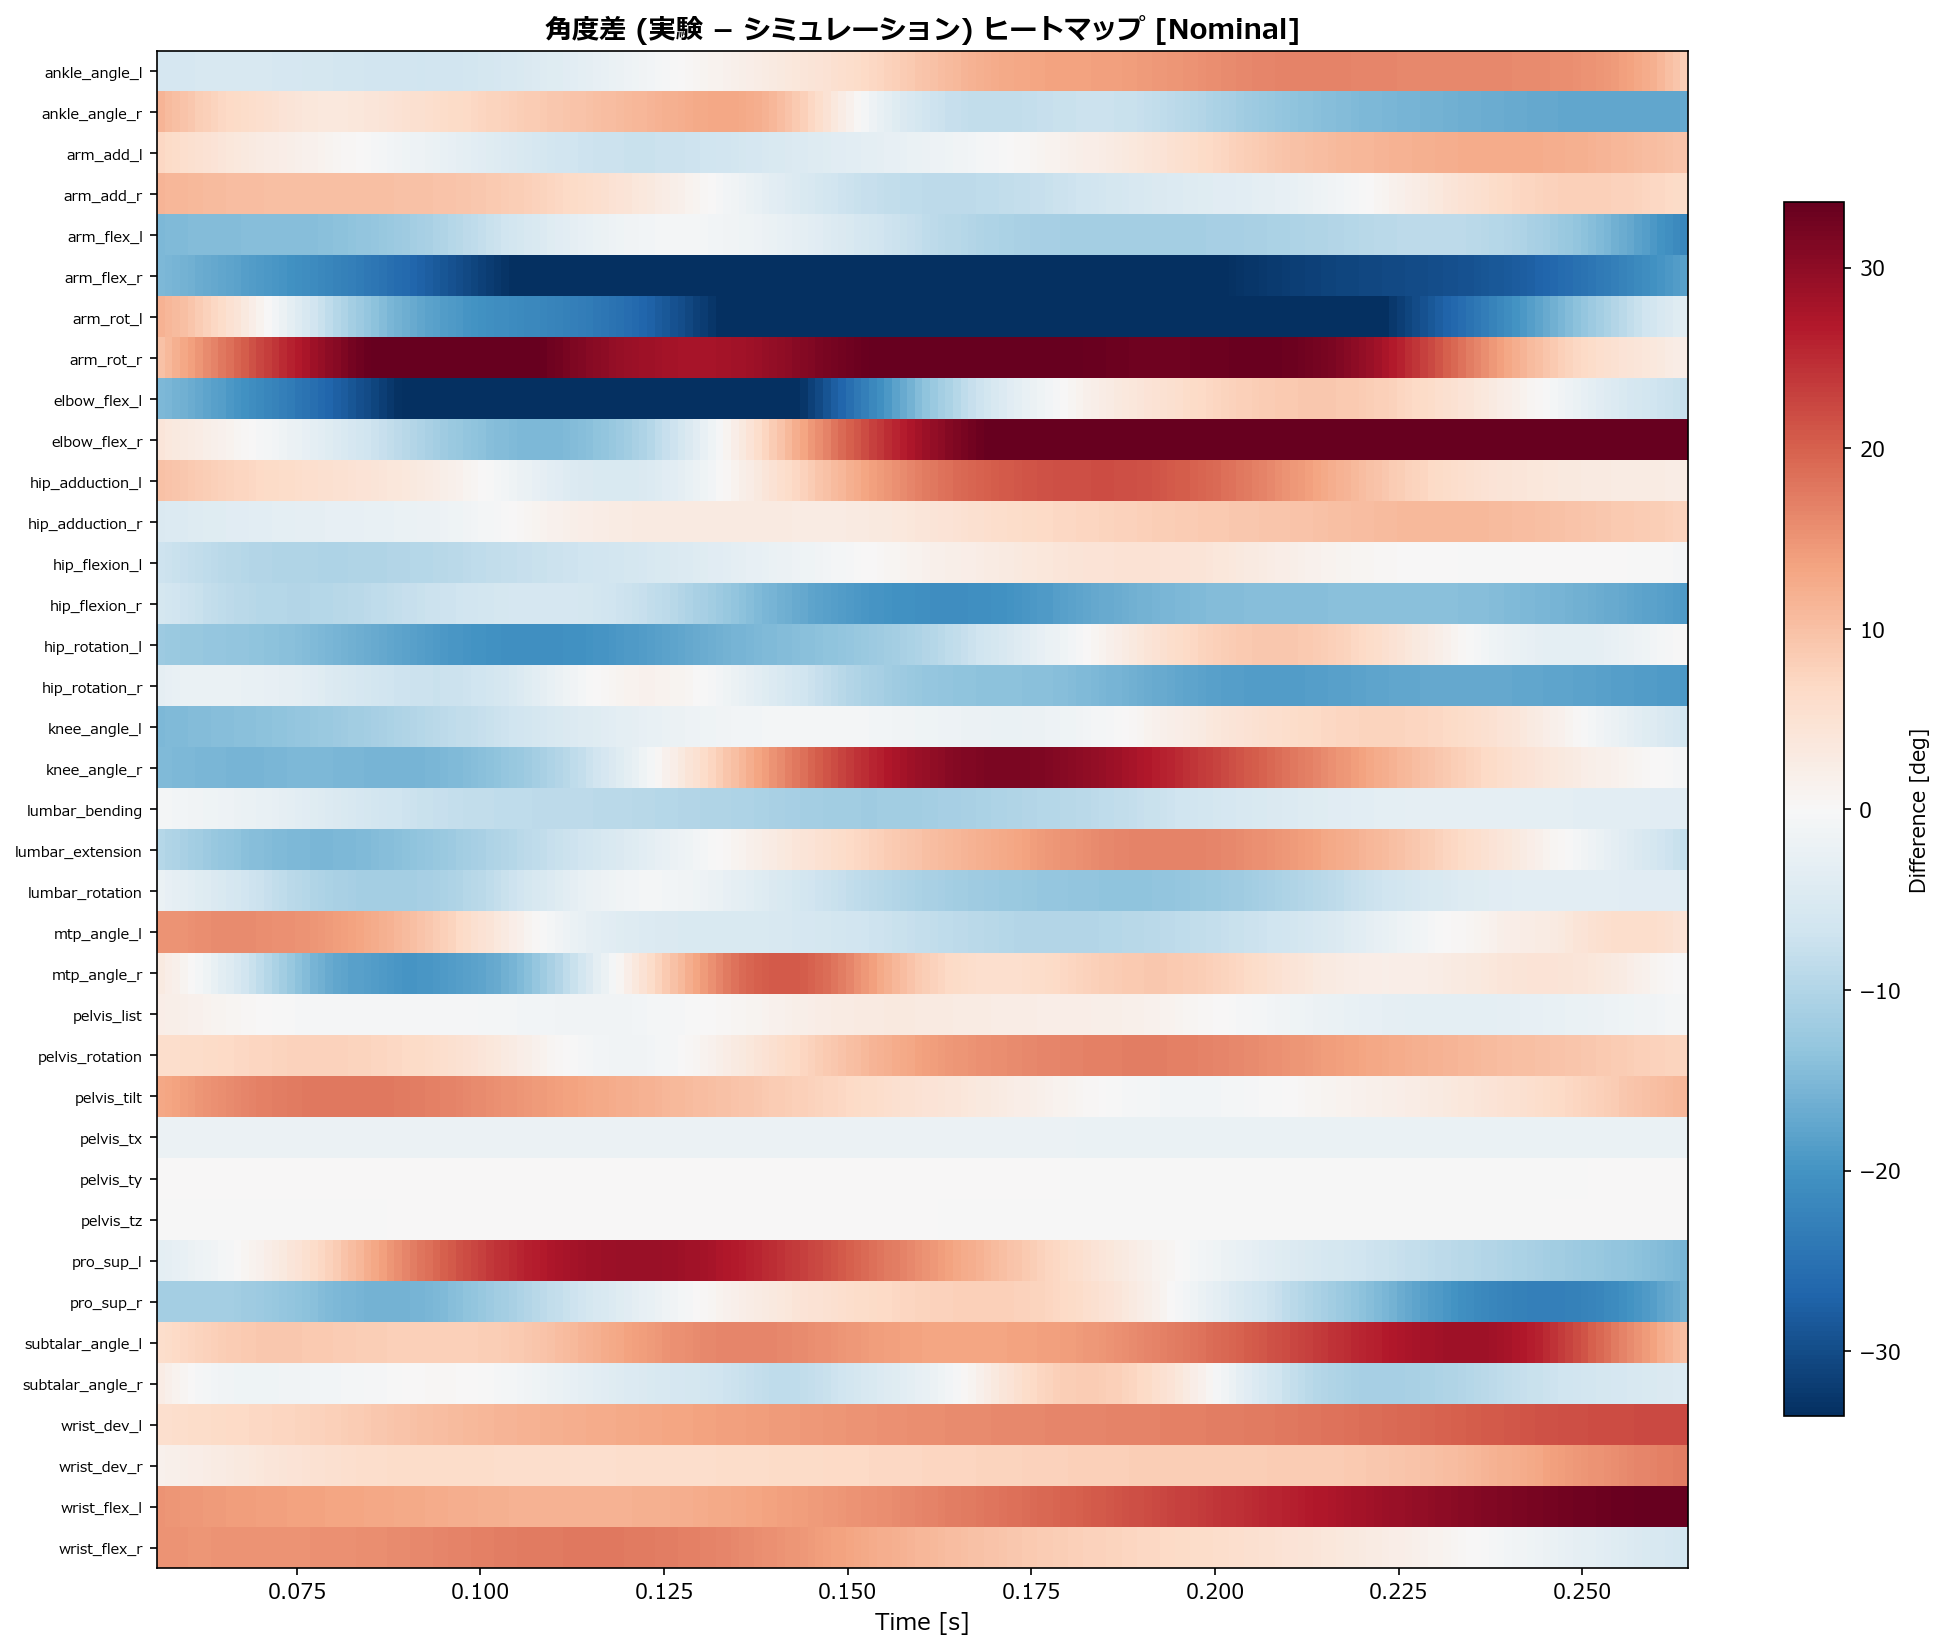 角度差 (実験 − シミュレーション) ヒートマップ [Nominal]
ankle_angle_l
ankle_angle_r
arm_add_l
arm_add_r
arm_flex_l
arm_flex_r
arm_rot_l
arm_rot_r
elbow_flex_l
elbow_flex_r
hip_adduction_l
hip_adduction_r
hip_flexion_l
hip_flexion_r
hip_rotation_l
hip_rotation_r
knee_angle_l
knee_angle_r
lumbar_bending
lumbar_extension
lumbar_rotation
mtp_angle_l
mtp_angle_r
pelvis_list
pelvis_rotation
pelvis_tilt
pelvis_tx
pelvis_ty
pelvis_tz
pro_sup_l
pro_sup_r
subtalar_angle_l
subtalar_angle_r
wrist_dev_l
wrist_dev_r
wrist_flex_l
wrist_flex_r
0.075 0.100 0.125 0.150 0.175 0.200 0.225 0.250
Time [s]
30
20
10
0
−10
−20
−30
Difference [deg]